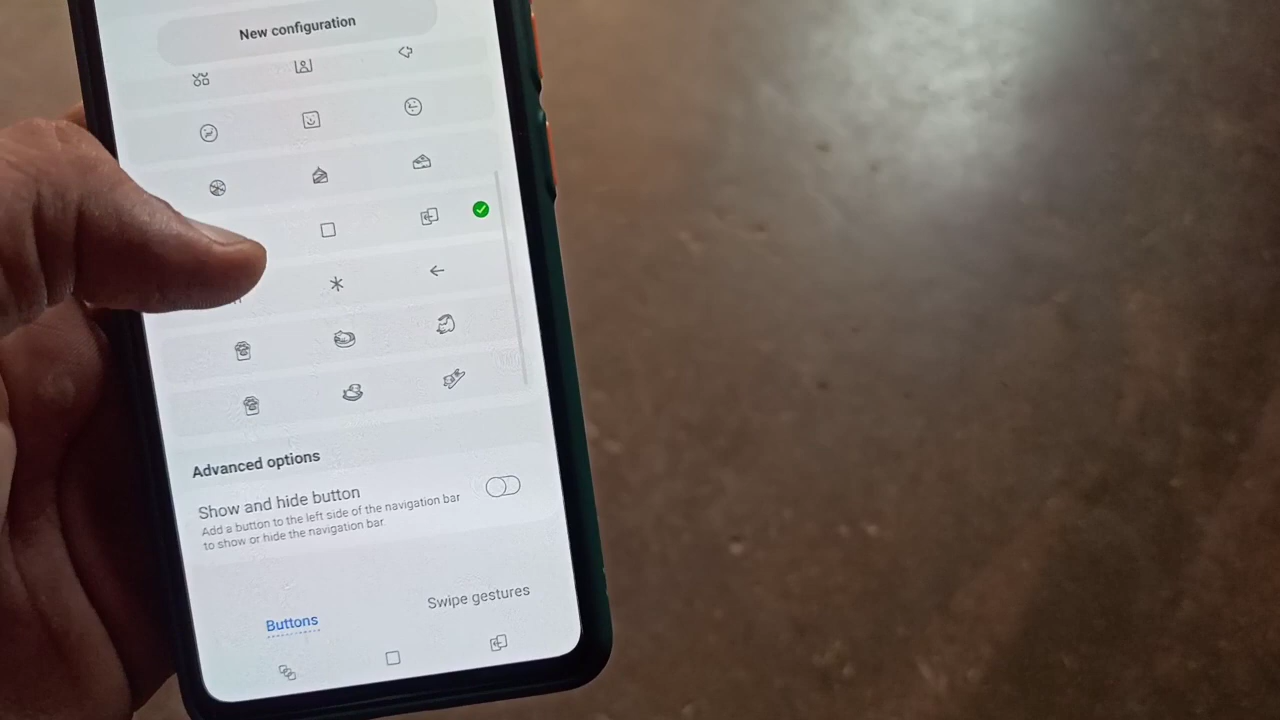 New configuration
Advanced options
Show and hide button
Add a button to the left side of the navigation bar
to show or hide the navigation bar.
Swipe gestures
Buttons